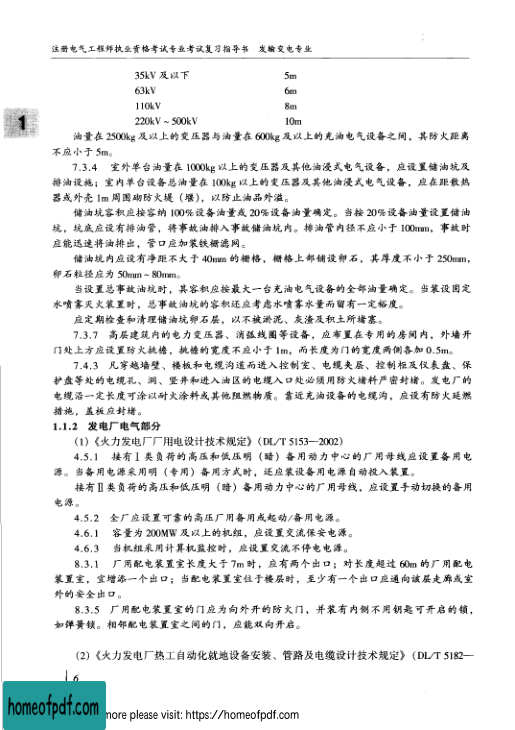 注册电气工程师执业资格考试专业考试复习指导书 发输变电专业
35kV 及以下 5m
63kV 6m
110kV 8m
220kV～500kV 10m
1
油量在 2500kg 及以上的变压器与油量在 600kg 及以上的充油电气设备之间，其防火距离
不应小于 5m。
7.3.4 室外单台油量在 1000kg 以上的变压器及其他油浸式电气设备，应设置储油坑及
排油设施；室内单台设备总油量在 100kg 以上的变压器及其他油浸式电气设备，应在距散热
器或外壳 1m 周围砌防火堤（堰），以防止油品外溢。
储油坑容积应按容纳 100%设备油量或 20%设备油量确定。当按 20%设备油量设置储油
坑，坑底应设有排油管，将事故油排入事故储油坑内。排油管内径不应小于 100mm，事故时
应能迅速将油排出，管口应加装铁栅滤网。
储油坑内应设有净距不大于 40mm 的栅格，栅格上部铺设卵石，其厚度不小于 250mm，
卵石粒径应为 50mm～80mm。
当设置总事故油坑时，其容积应按最大一台充油电气设备的全部油量确定。当装设固定
水喷雾灭火装置时，总事故油坑的容积还应考虑水喷雾水量而留有一定裕度。
应定期检查和清理储油坑卵石层，以不被淤泥、灰渣及积土所堵塞。
7.3.7 高层建筑内的电力变压器、消弧线圈等设备，应布置在专用的房间内，外墙开
门处上方应设置防火挑檐，挑檐的宽度不应小于 1m，而长度为门的宽度两侧各加 0.5m。
7.4.3 凡穿越墙壁、楼板和电缆沟道而进入控制室、电缆夹层、控制柜及仪表盘、保
护盘等处的电缆孔、洞、竖井和进入油区的电缆入口处必须用防火堵料严密封堵。发电厂的
电缆沿一定长度可涂以耐火涂料或其他阻燃物质。靠近充油设备的电缆沟，应设有防火延燃
措施，盖板应封堵。
1.1.2 发电厂电气部分
(1)《火力发电厂厂用电设计技术规定》（DL/T 5153—2002）
4.5.1 接有Ⅰ类负荷的高压和低压明（暗）备用动力中心的厂用母线应设置备用电
源。当备用电源采用明（专用）备用方式时，还应装设备用电源自动投入装置。
接有Ⅱ类负荷的高压和低压明（暗）备用动力中心的厂用母线，应设置手动切换的备用
电源。
4.5.2 全厂应设置可靠的高压厂用备用或起动/备用电源。
4.6.1 容量为 200MW 及以上的机组，应设置交流保安电源。
4.6.3 当机组采用计算机监控时，应设置交流不停电电源。
8.3.1 厂用配电装置室长度大于 7m 时，应有两个出口；对长度超过 60m 的厂用配电
装置室，宜增添一个出口；当配电装置室位于楼层时，至少有一个出口应通向该层走廊或室
外的安全出口。
8.3.5 厂用配电装置室的门应为向外开的防火门，并装有内侧不用钥匙可开启的锁，
如弹簧锁。相邻配电装置室之间的门，应能双向开启。
(2)《火力发电厂热工自动化就地设备安装、管路及电缆设计技术规定》（DL/T 5182—
6
homeofpdf.com
more please visit: https://homeofpdf.com